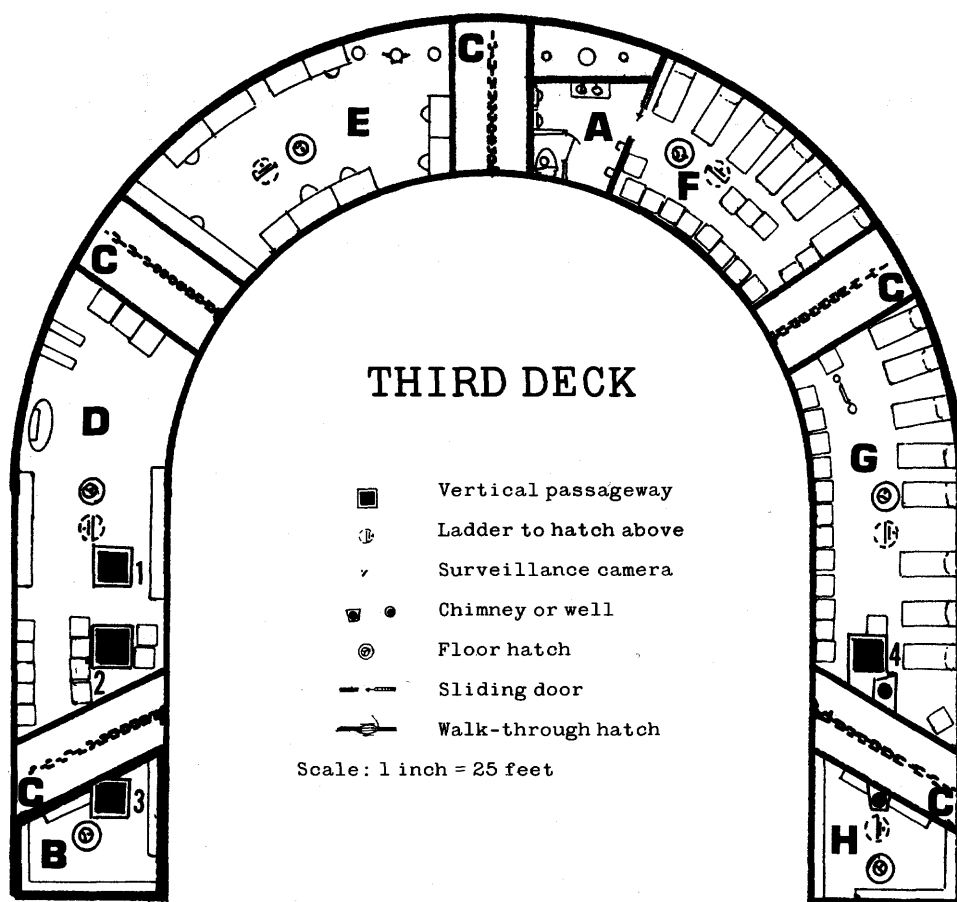 C
E
A
F
C
C
D
G
1
2
4
C
3
C
B
H
THIRD DECK
Vertical passageway
Ladder to hatch above
Surveillance camera
Chimney or well
Floor hatch
Sliding door
Walk-through hatch
Scale: 1 inch = 25 feet